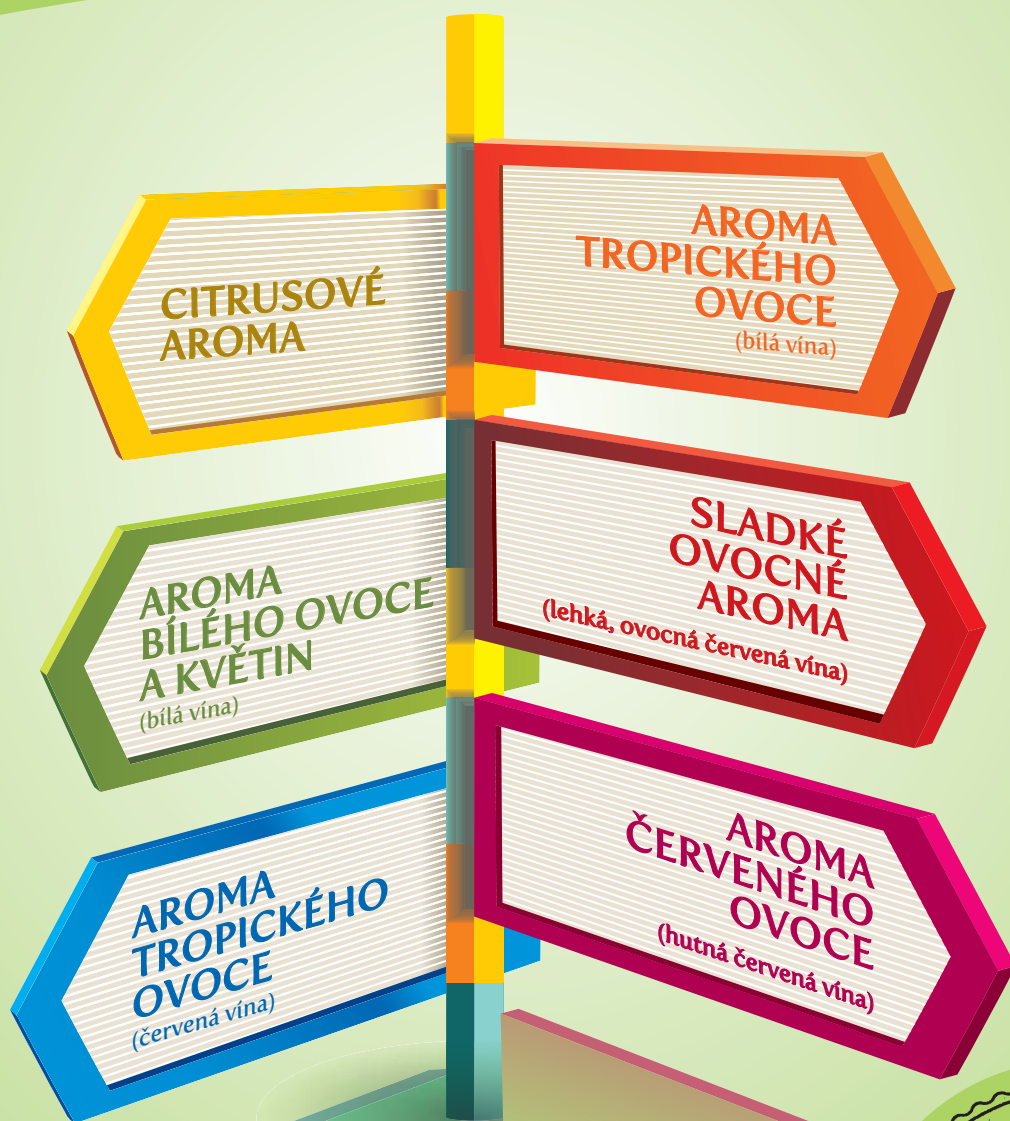 CITRUSOVÉ
AROMA
AROMA
TROPICKÉHO
OVOCE
(bílá vína)
AROMA
BÍLÉHO OVOCE
A KVĚTIN
(bílá vína)
SLADKÉ
OVOCNÉ
AROMA
(lehká, ovocná červená vína)
AROMA
TROPICKÉHO
OVOCE
(červená vína)
AROMA
ČERVENÉHO
OVOCE
(hutná červená vína)